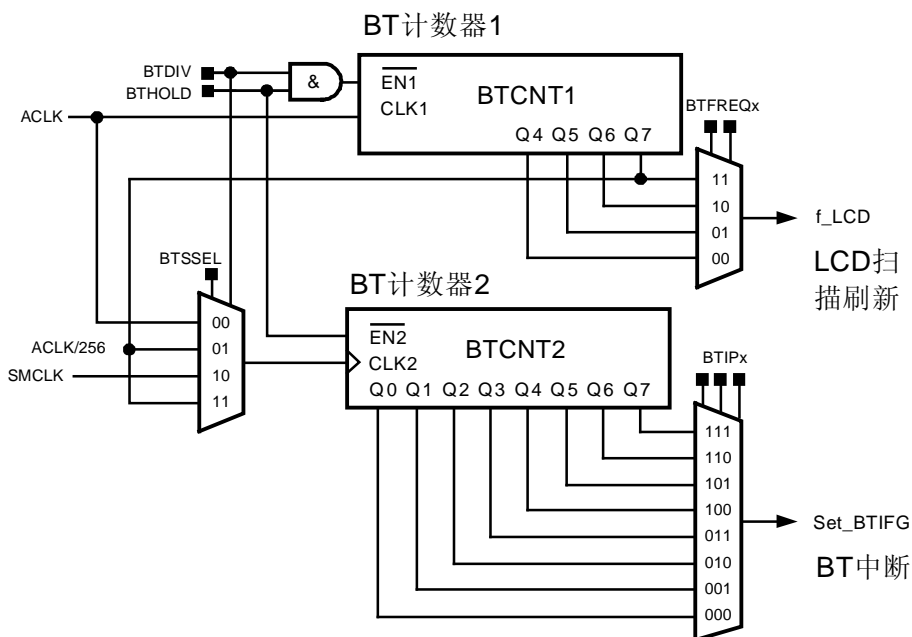 BT计数器1
BTDIV
BTHOLD
ACLK
&
EN1
CLK1
BTCNT1
Q4 Q5 Q6 Q7
BTFREQx
11
10
01
00
f_LCD
LCD扫
描刷新
BTSSEL
BT计数器2
00
01
10
11
ACLK/256
SMCLK
EN2
CLK2
BTCNT2
Q0 Q1 Q2 Q3 Q4 Q5 Q6 Q7
BTIPx
111
110
101
100
011
010
001
000
Set_BTIFG
BT中断